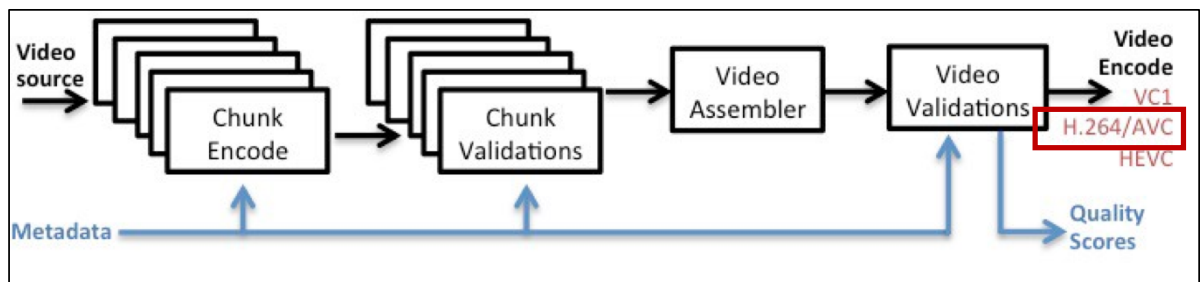 Video
source
Chunk
Encode
Chunk
Validations
Video
Assembler
Video
Validations
Video
Encode
VC1
H.264/AVC
HEVC
Metadata
Quality
Scores